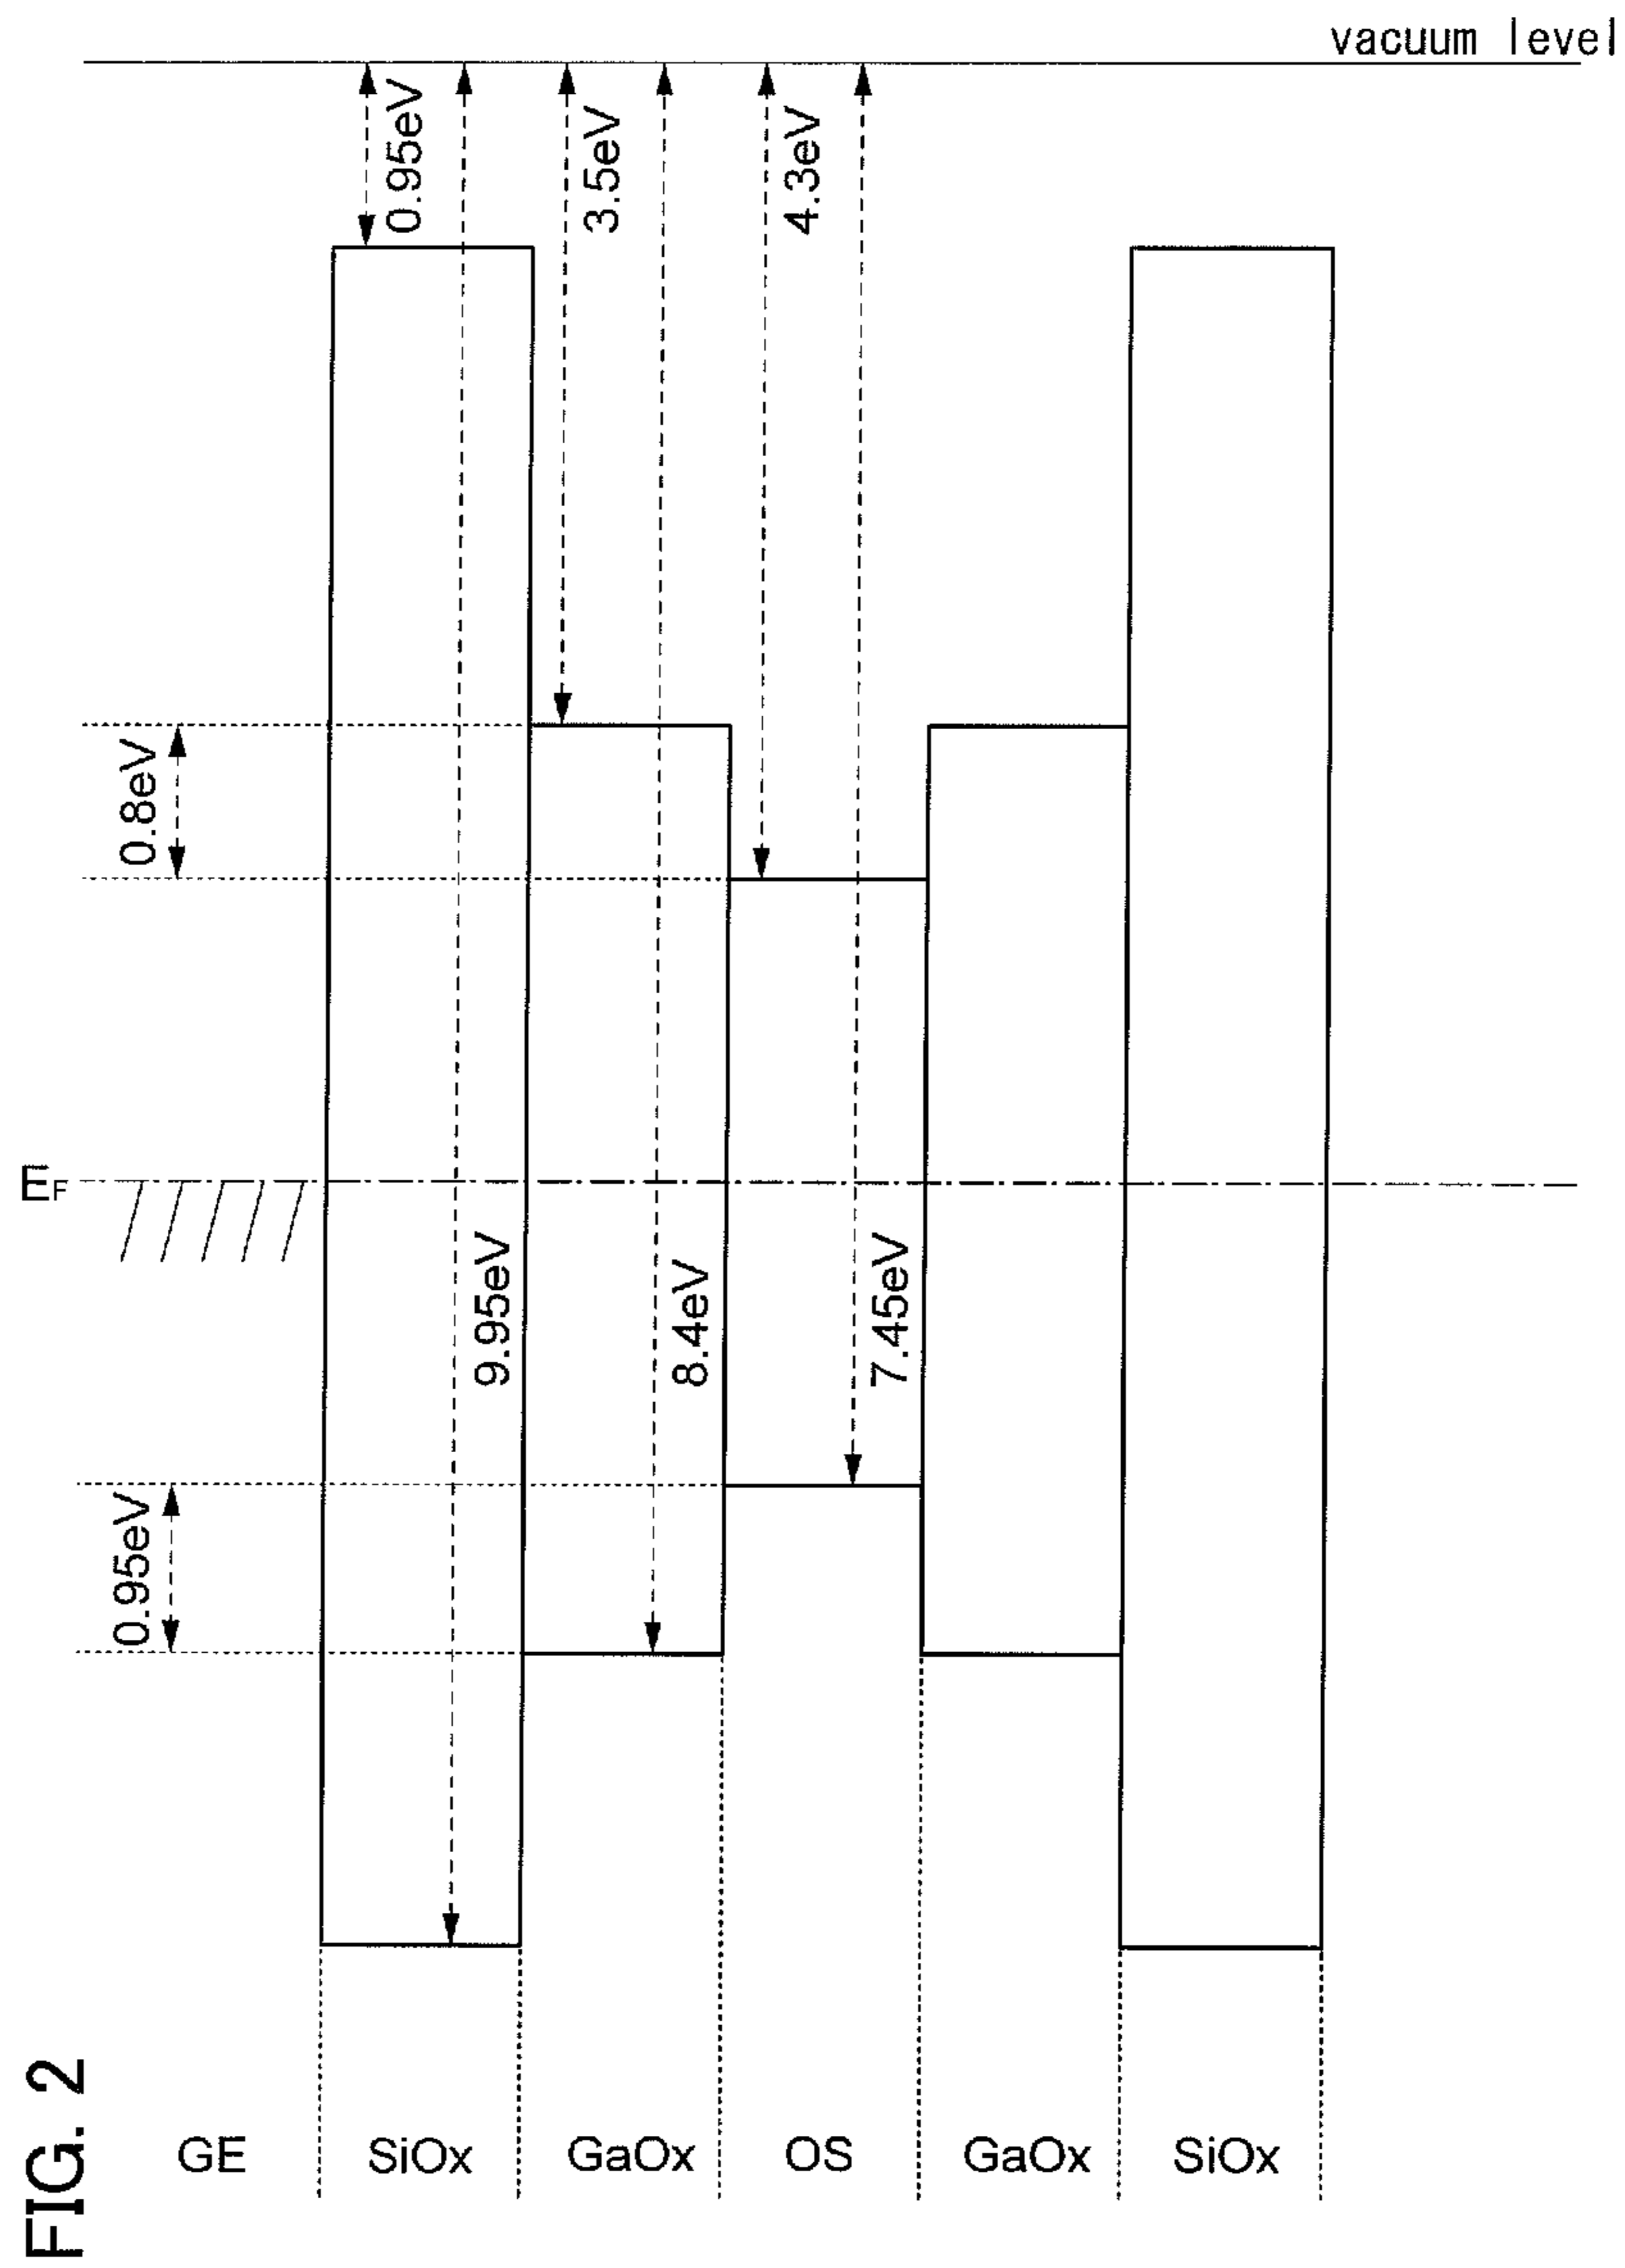 vacuum level
0.95eV
3.5eV
4.3eV
0.8eV
EF
9.95eV
8.4eV
7.45eV
0.95eV
GE SiOx GaOx OS GaOx SiOx
FIG. 2